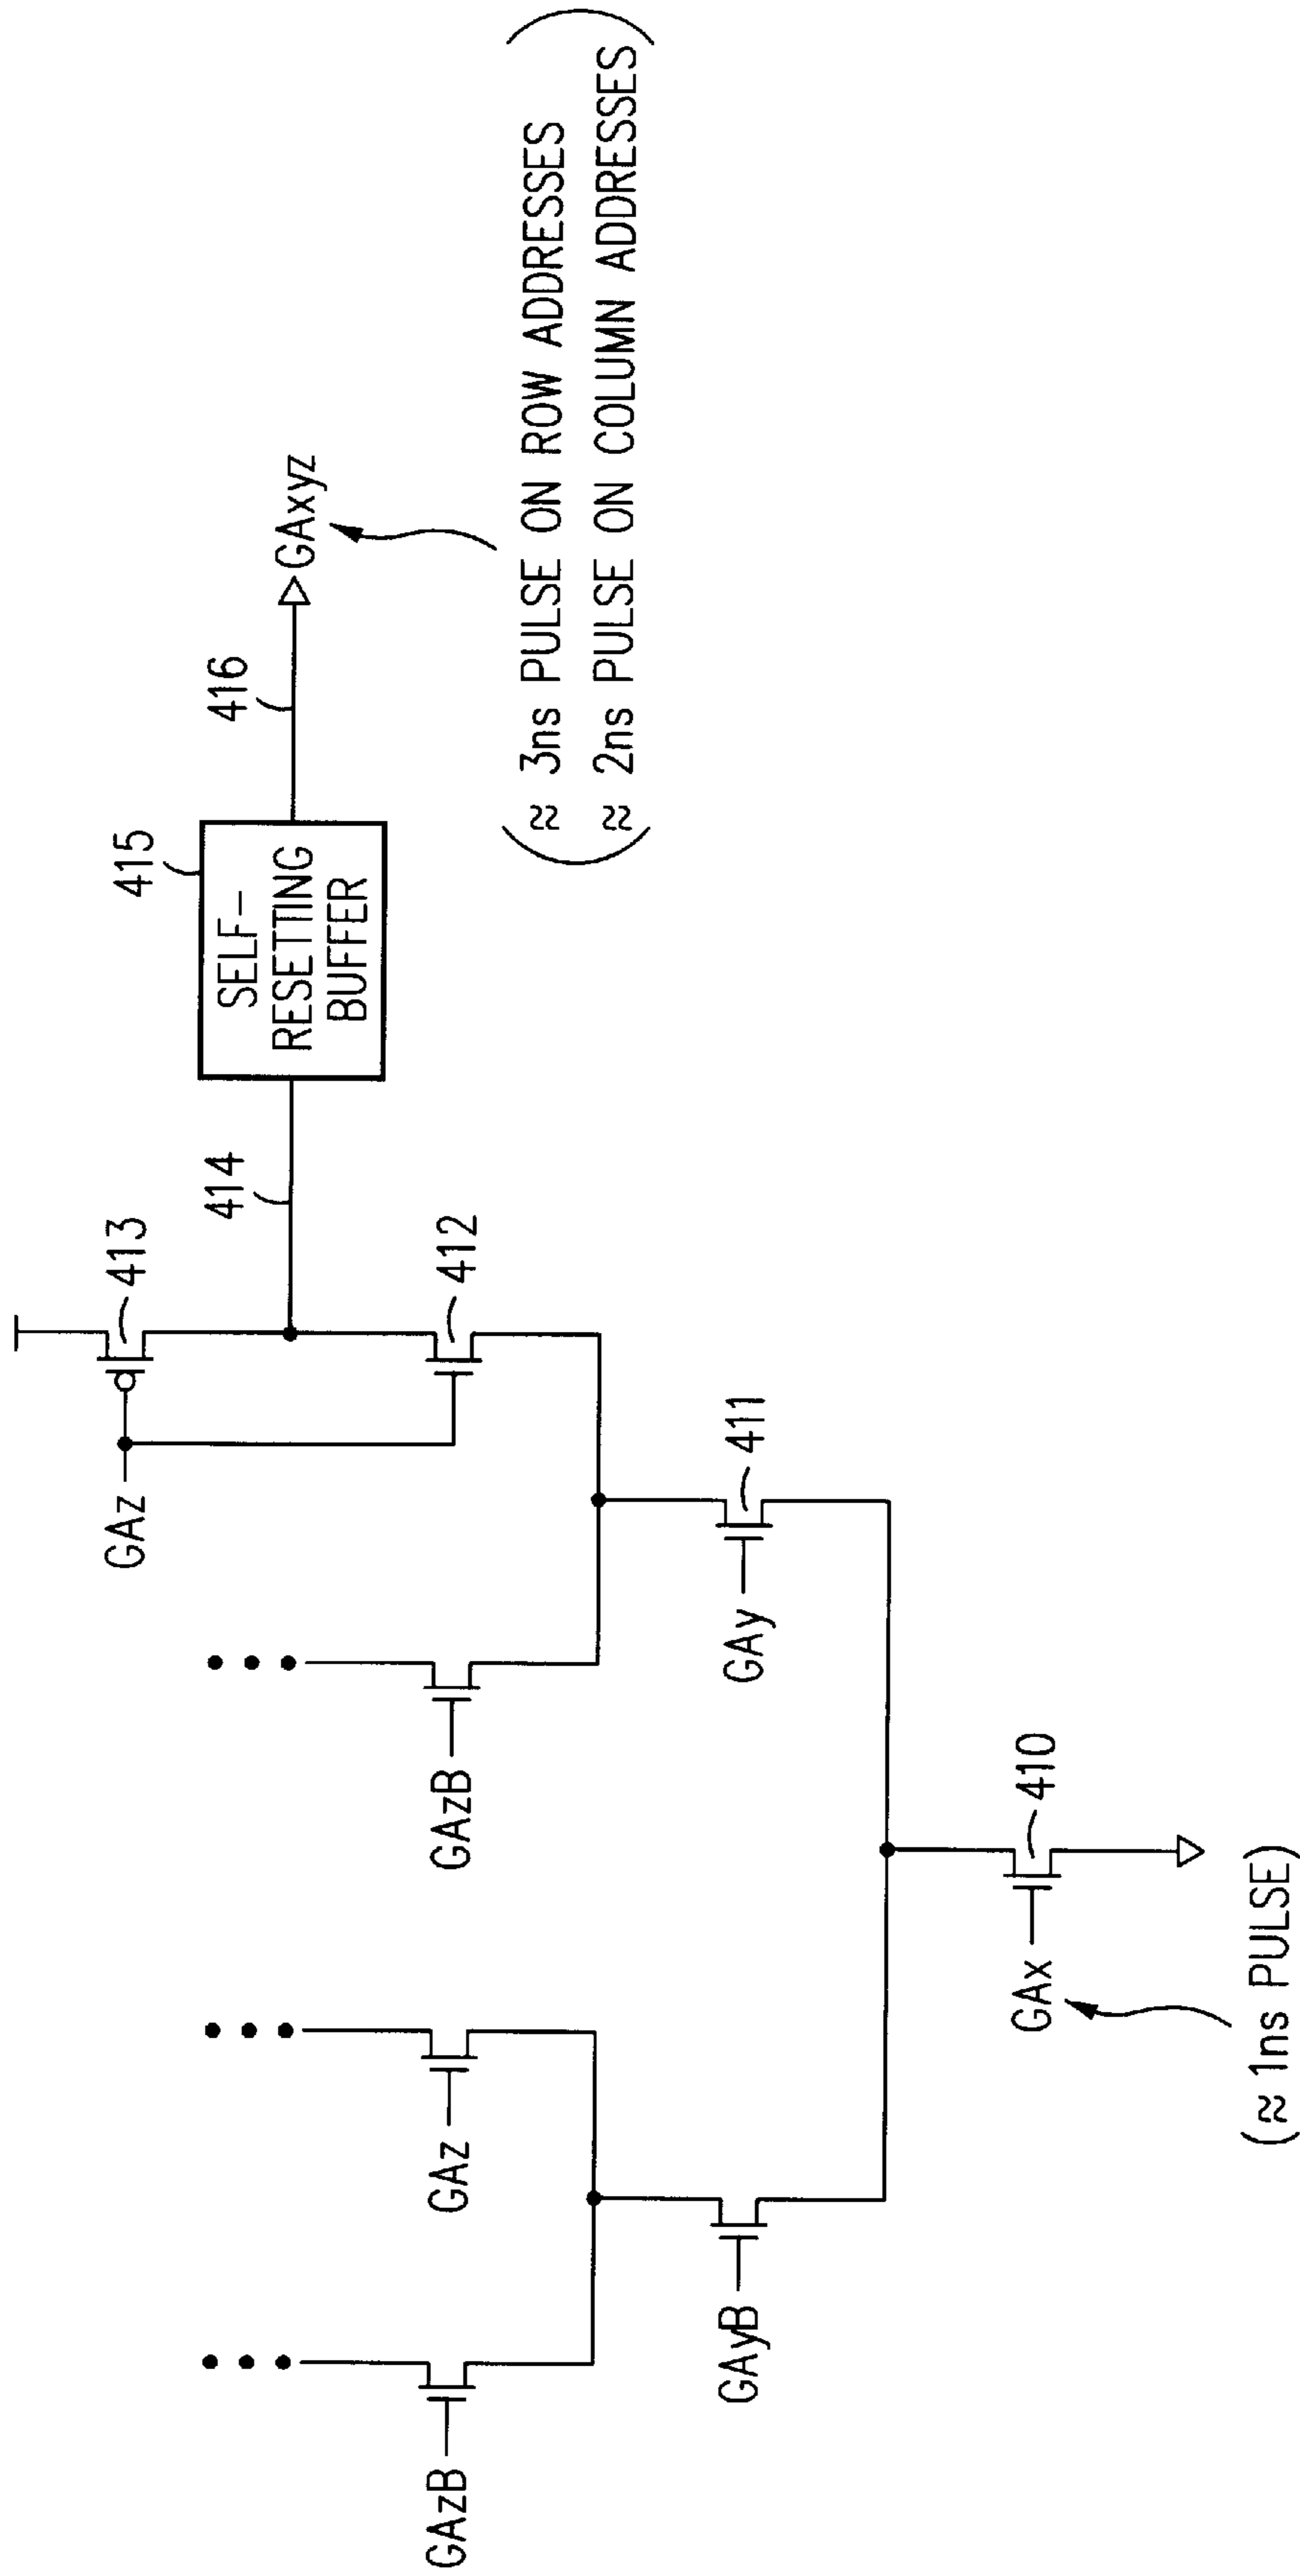 GAzB
GAz
GAzB
GAz
413
412
414
SELF-
RESETTING
BUFFER
415
416
GAxyz
GAyB
GAy
411
GAx
410
(≈ 1ns PULSE)
(≈ 3ns PULSE ON ROW ADDRESSES
≈ 2ns PULSE ON COLUMN ADDRESSES)